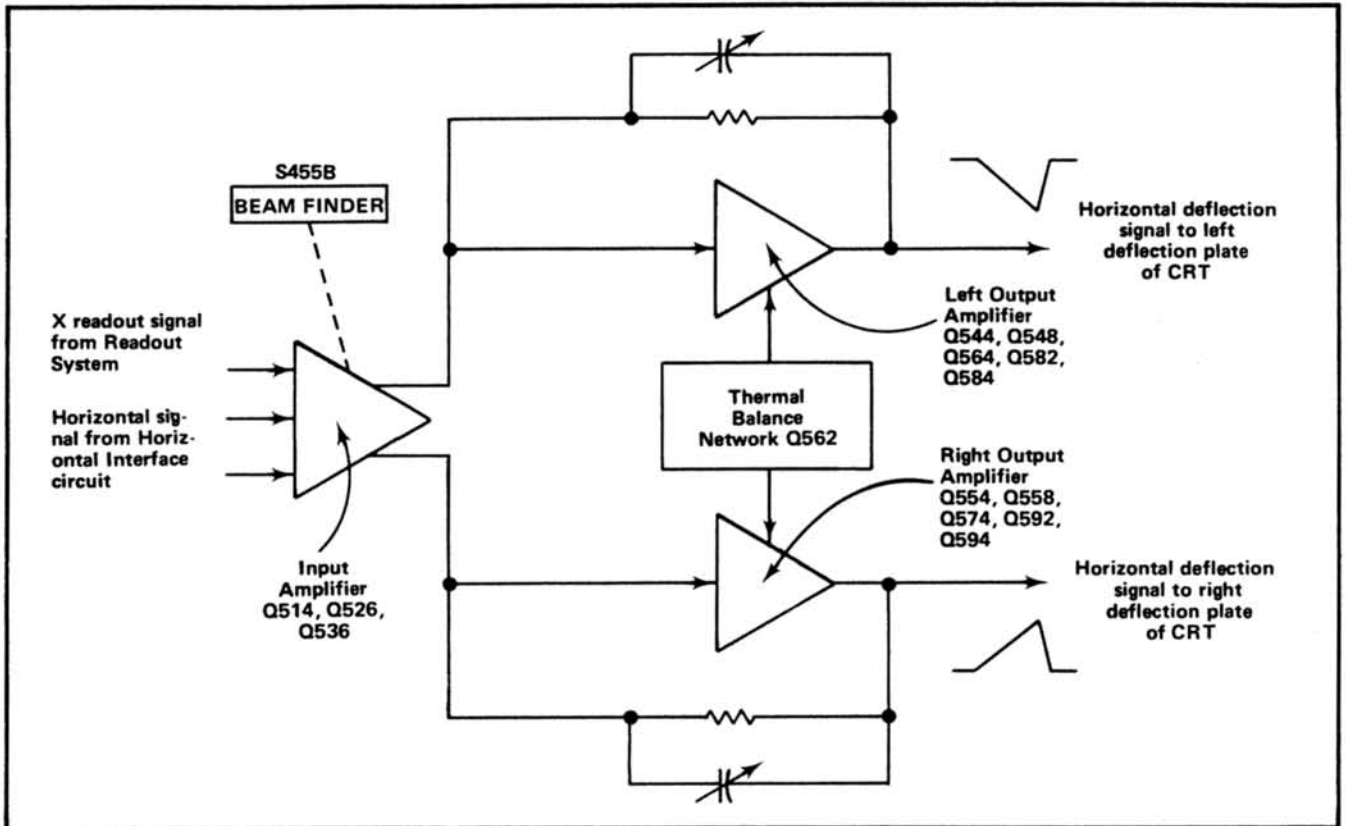 S455B
BEAM FINDER
X readout signal
from Readout
System
Horizontal sig-
nal from Horiz-
ontal Interface
circuit
Input
Amplifier
Q514, Q526,
Q536
Thermal
Balance
Network Q562
Horizontal deflection
signal to left
deflection plate
of CRT
Left Output
Amplifier
Q544, Q548,
Q564, Q582,
Q584
Right Output
Amplifier
Q554, Q558,
Q574, Q592,
Q594
Horizontal deflection
signal to right
deflection plate
of CRT